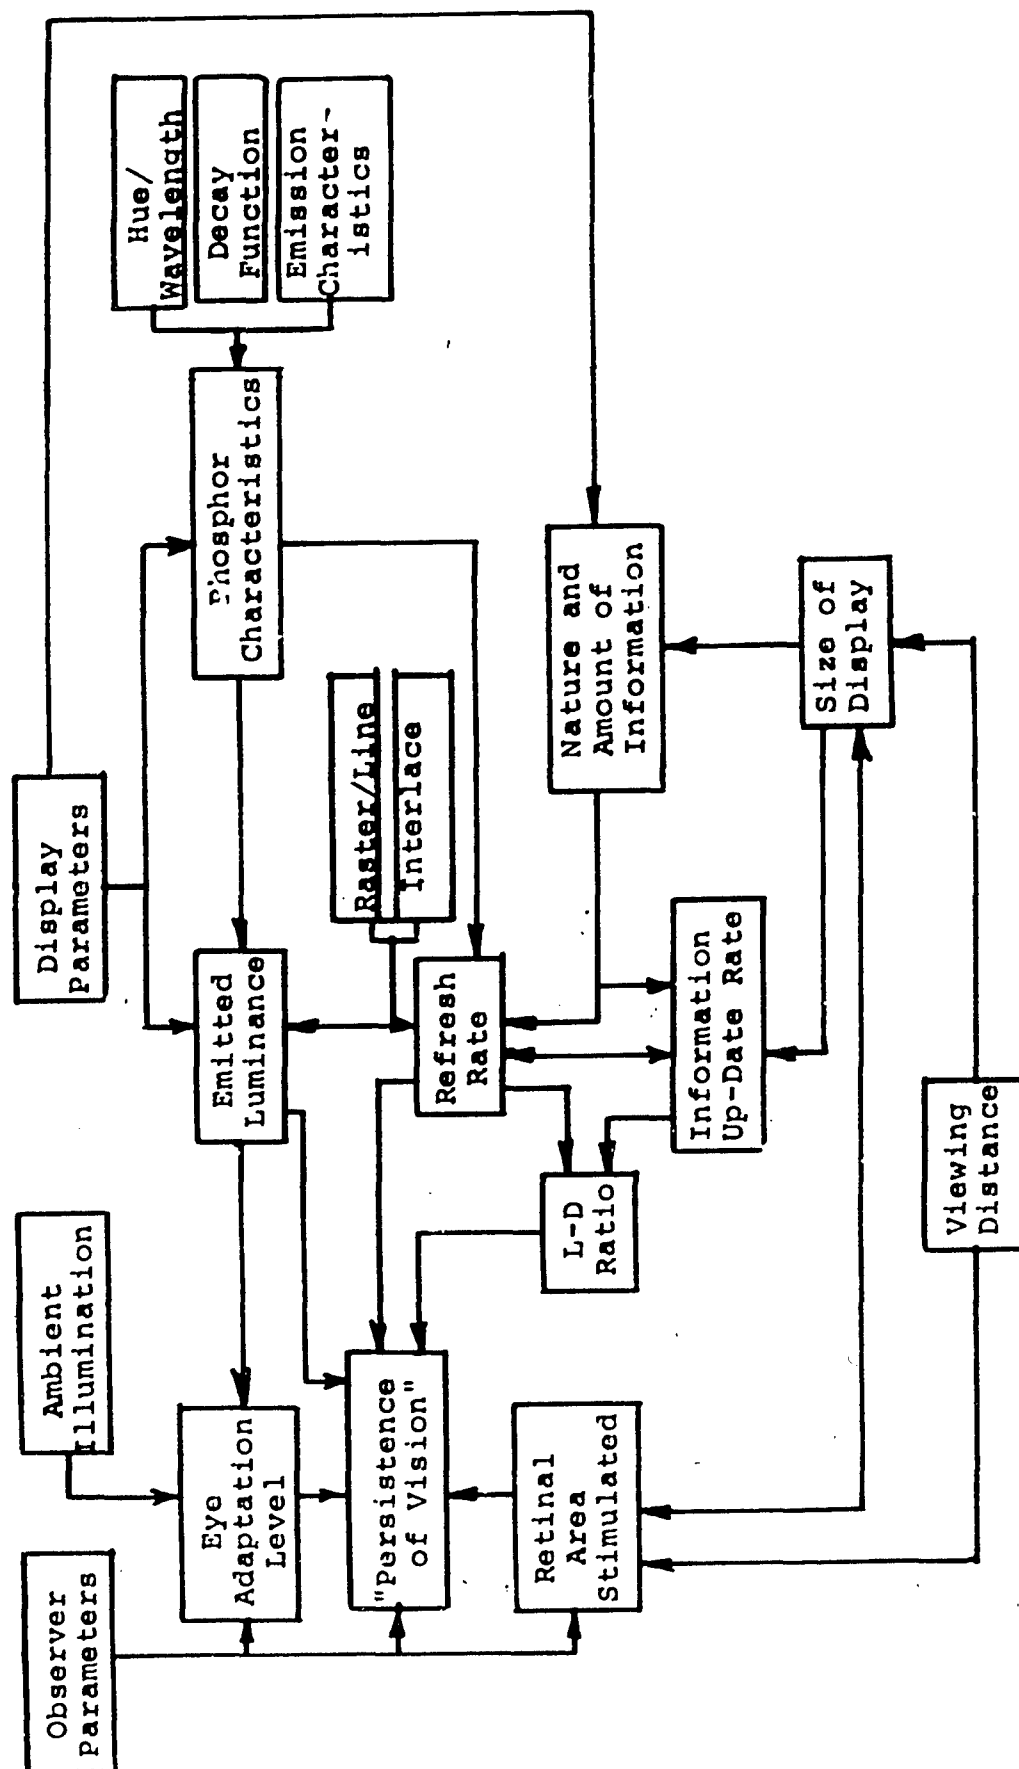 Observer
Parameters
Ambient
Illumination
Display
Parameters
Eye
Adaptation
Level
Emitted
Luminance
Phosphor
Characteristics
Hue/
Wavelength
Decay
Function
Emission
Character-
istics
"Persistence
of Vision"
Refresh
Rate
Raster/Line
Interlace
Retinal
Area
Stimulated
L-D
Ratio
Information
Up-Date Rate
Nature and
Amount of
Information
Size of
Display
Viewing
Distance